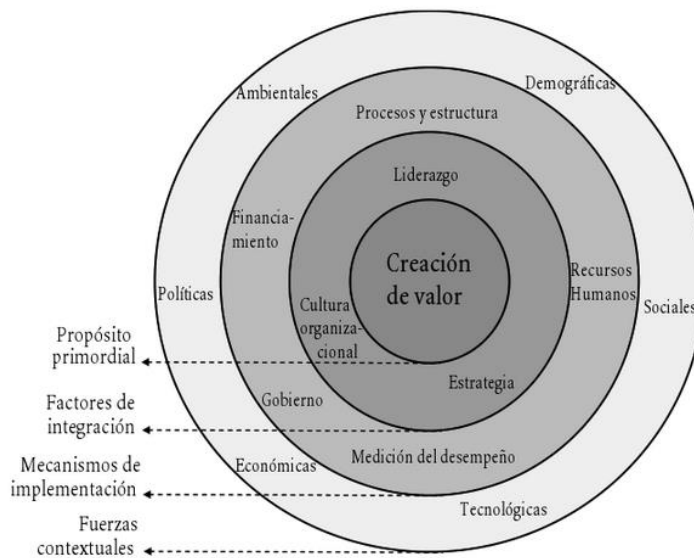 Ambientales
Demográficas
Procesos y estructura
Liderazgo
Financia-
miento
Creación
de valor
Recursos
Humanos
Políticas
Sociales
Cultura
organiza-
cional
Propósito
primordial
Estrategia
Gobierno
Factores de
integración
Medición del desempeño
Económicas
Mecanismos de
implementación
Tecnológicas
Fuerzas
contextuales